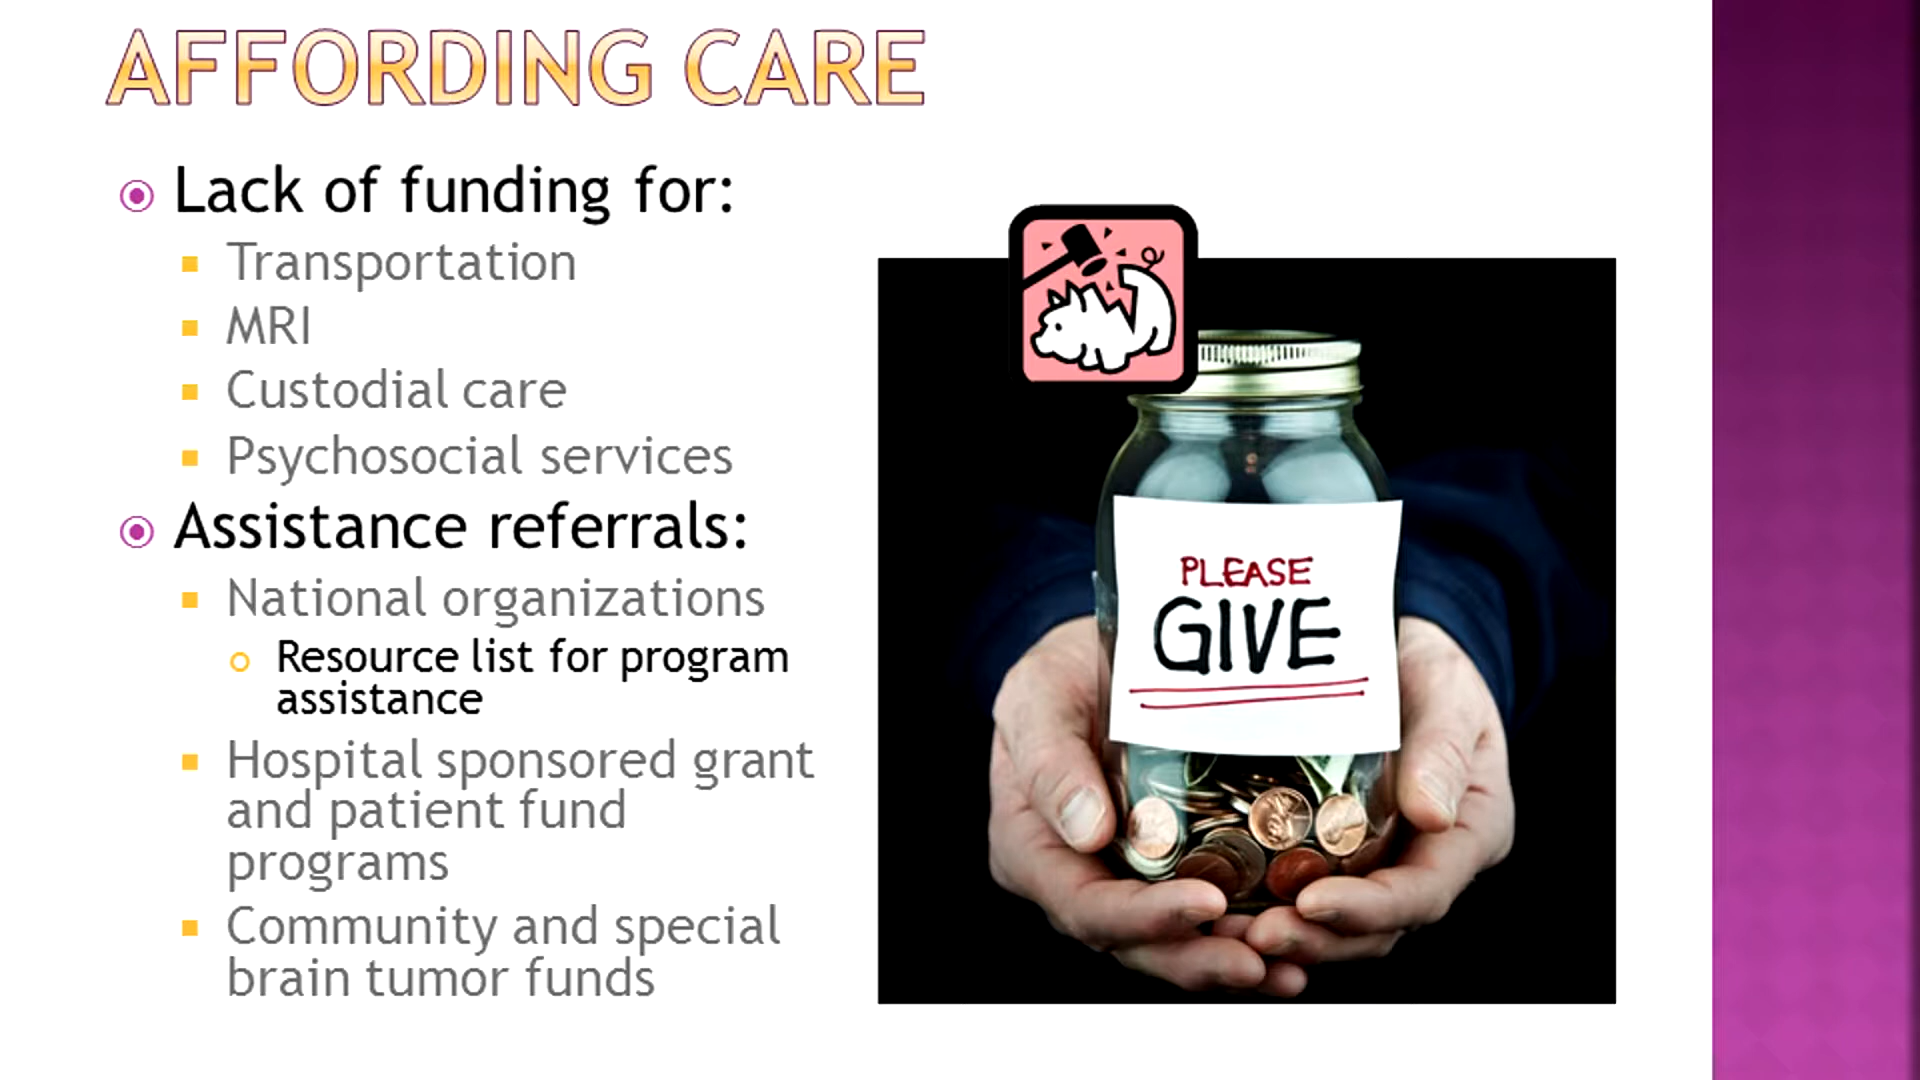 AFFORDING CARE
Lack of funding for:
Transportation
MRI
Custodial care
Psychosocial services
Assistance referrals:
National organizations
Resource list for program
assistance
Hospital sponsored grant
and patient fund
programs
Community and special
brain tumor funds
PLEASE
GIVE